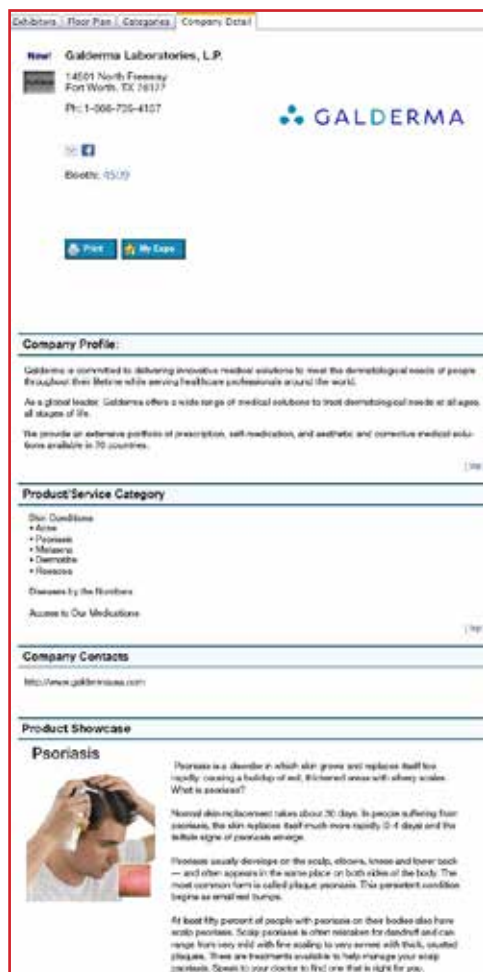 Exhibitors Floor Plan Categories Company Detail
New! Galderma Laboratories, L.P.
14501 North Freeway
Fort Worth, TX 76177
Ph: 1-866-735-4137
GALDERMA
Booth: 4509
Print My Expo
Company Profile:
Galderma is committed to delivering innovative medical solutions to meet the dermatological needs of people
throughout their lifetime while serving healthcare professionals around the world.
As a global leader, Galderma offers a wide range of medical solutions to treat dermatological needs at all ages,
all stages of life.
We provide an extensive portfolio of prescription, self-medication, and aesthetic and corrective medical solu-
tions available in 70 countries.
Product/Service Category
Skin Conditions
• Acne
• Psoriasis
• Melasma
• Dermatitis
• Rosacea
Diseases by the Numbers
Access to Our Medications
Company Contacts
http://www.galdermausa.com
Product Showcase
Psoriasis
Psoriasis is a disorder in which skin grows and replaces itself too
rapidly causing a buildup of red, thickened areas with silvery scales.
What is psoriasis?
Normal skin replacement takes about 30 days. In people suffering from
psoriasis, the skin replaces itself much more rapidly (3-4 days) and the
telltale signs of psoriasis emerge.
Psoriasis usually develops on the scalp, elbows, knees and lower back
— and often appears in the same place on both sides of the body. The
most common form is called plaque psoriasis. This persistent condition
begins as small red bumps.
At least fifty percent of people with psoriasis on their bodies also have
scalp psoriasis. Scalp psoriasis is often mistaken for dandruff and can
range from very mild with fine scaling to very severe with thick, crusted
plaques. There are treatments available to help manage your scalp
psoriasis. Speak to your doctor to find one that is right for you.